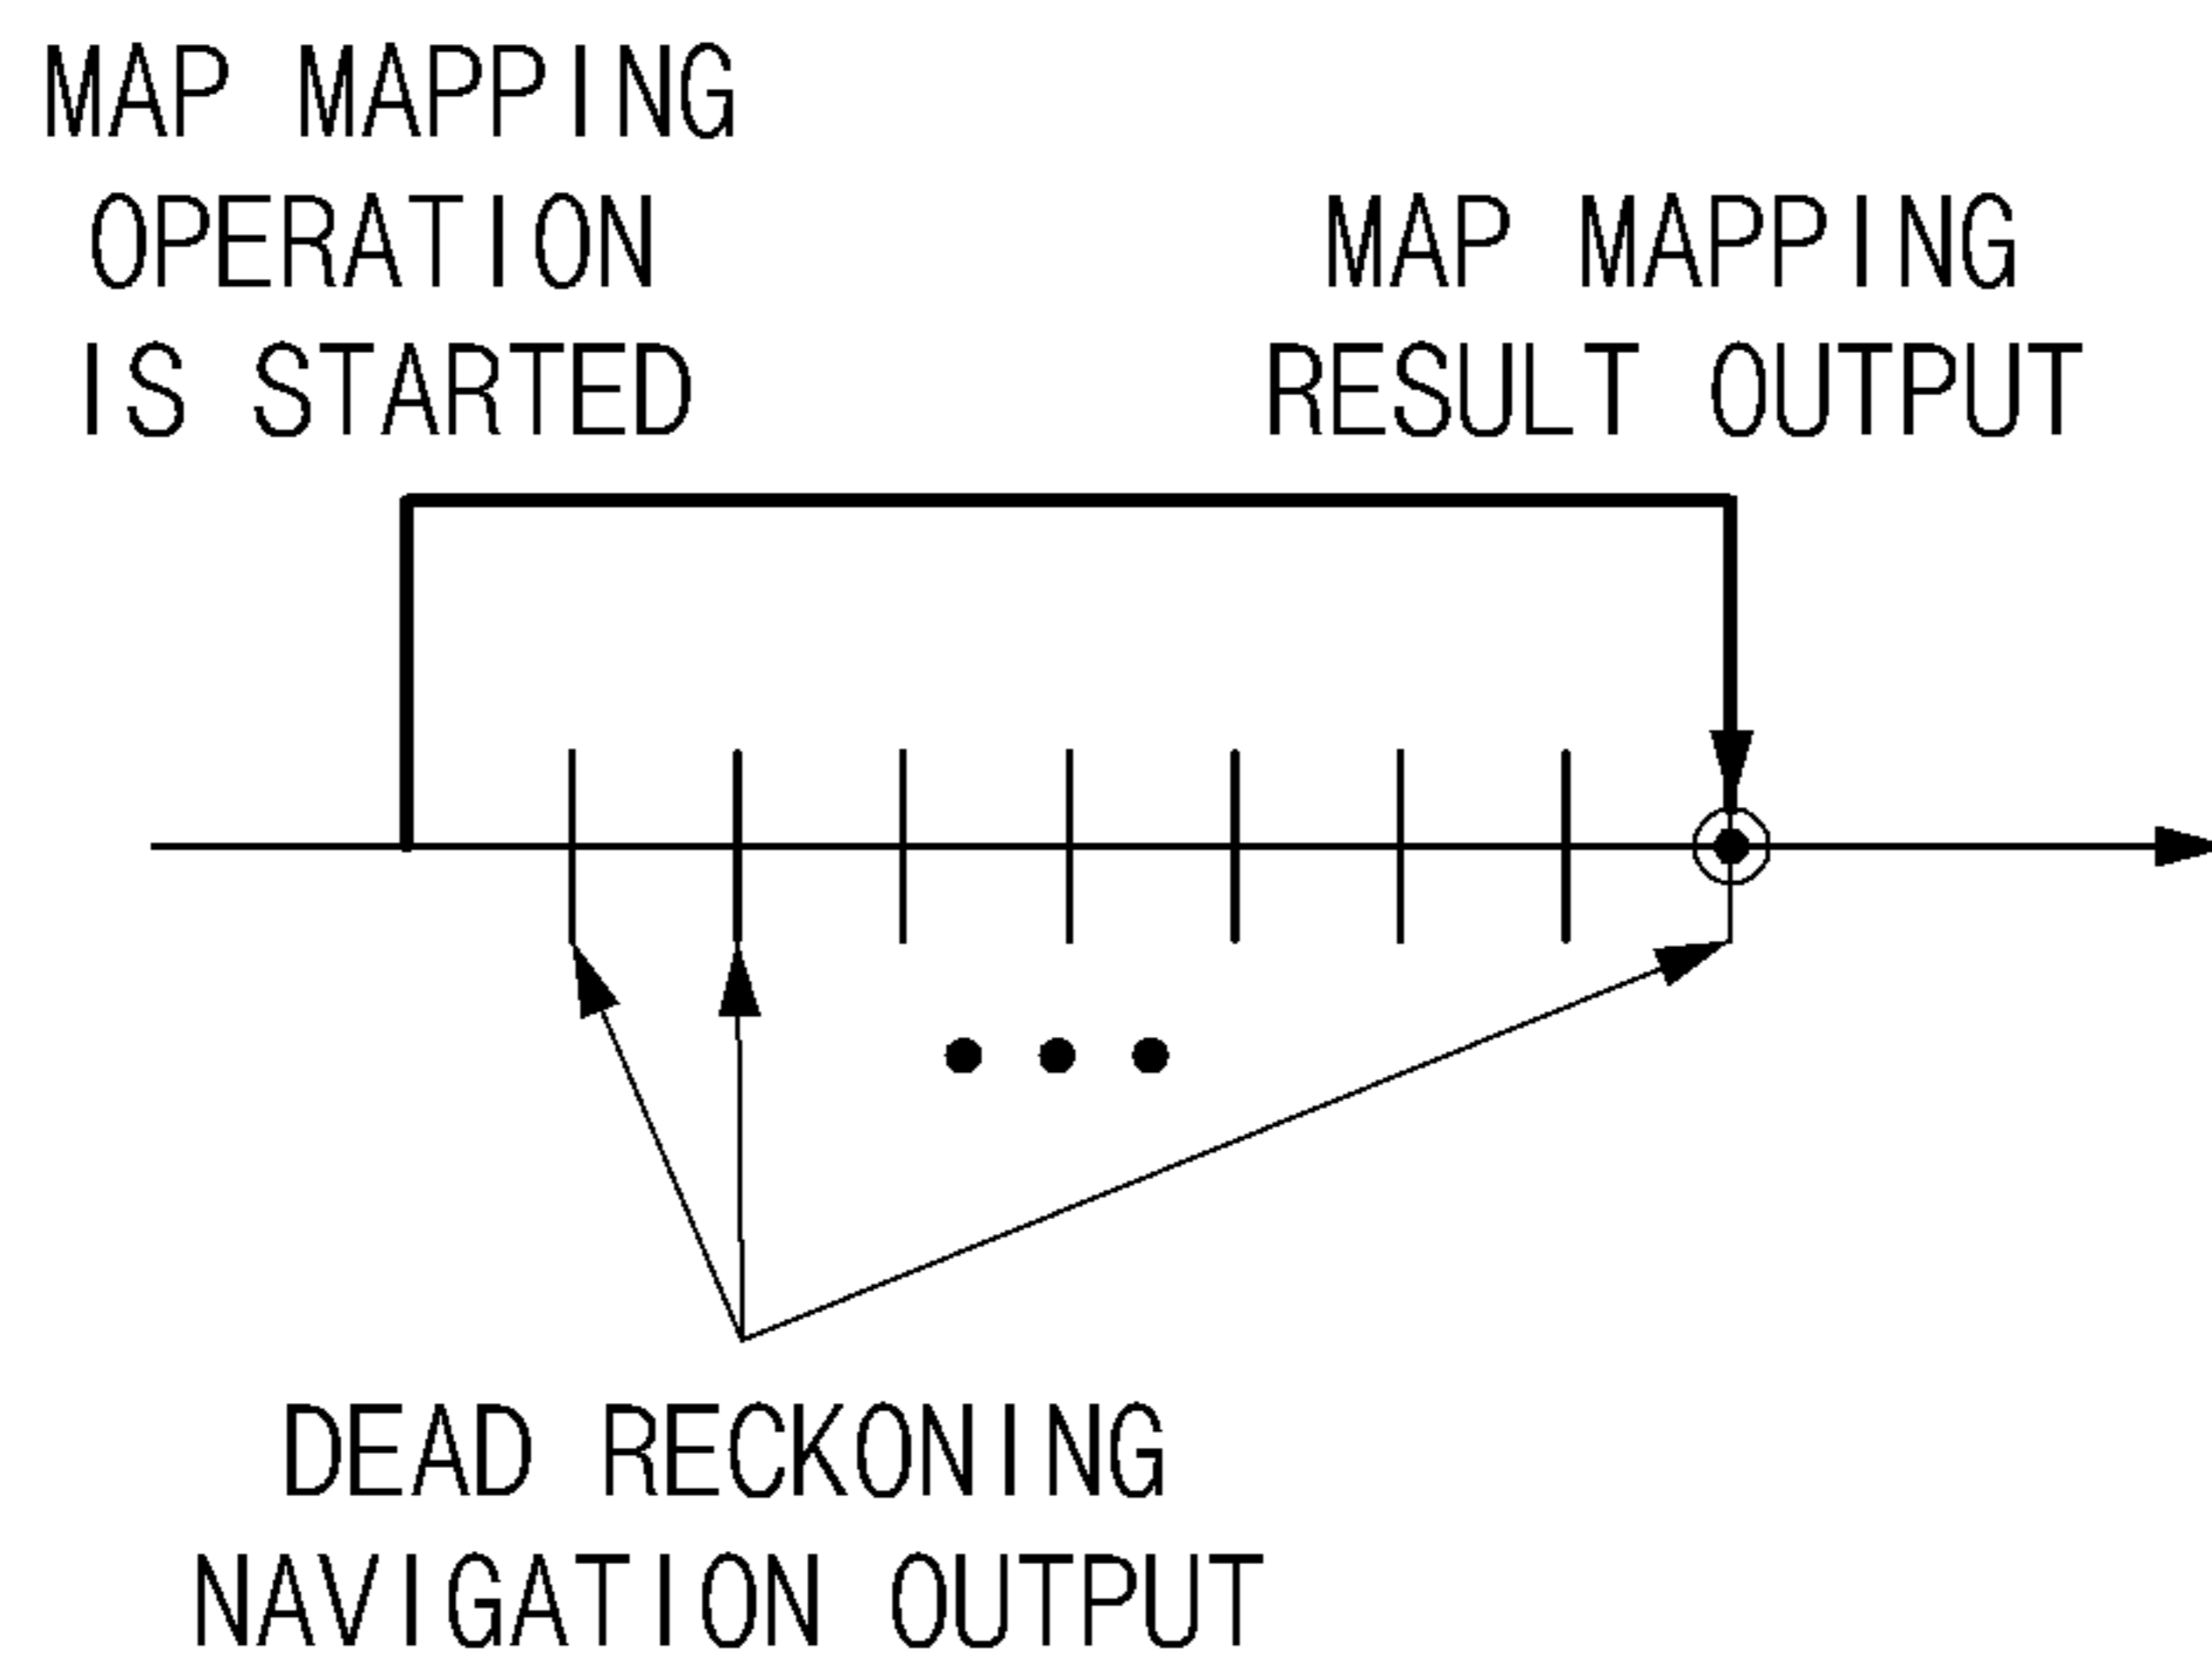 MAP MAPPING
OPERATION
IS STARTED
MAP MAPPING
RESULT OUTPUT
DEAD RECKONING
NAVIGATION OUTPUT